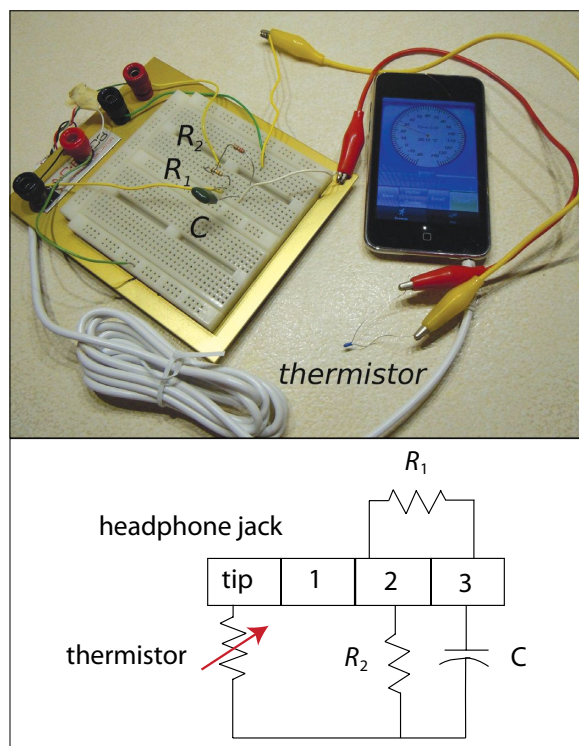 R2
R1
C
thermistor
R1
headphone jack
tip 1 2 3
thermistor R2 C